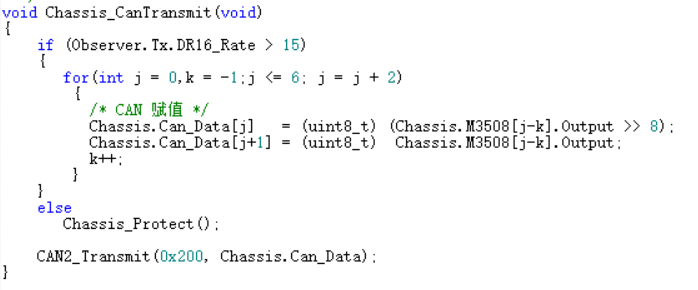 void Chassis_CanTransmit(void)
{
if (Observer.Tx.DR16_Rate > 15)
{
for(int j = 0,k = -1;j <= 6; j = j + 2)
{
/* CAN 赋值 */
Chassis.Can_Data[j] = (uint8_t) (Chassis.M3508[j-k].Output >> 8);
Chassis.Can_Data[j+1] = (uint8_t) Chassis.M3508[j-k].Output;
k++;
}
}
else
Chassis_Protect();
CAN2_Transmit(0x200, Chassis.Can_Data);
}